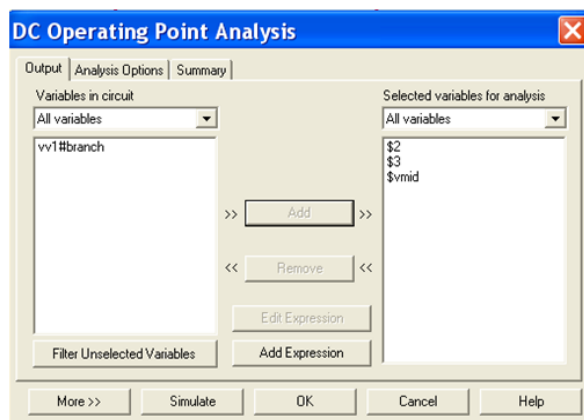 DC Operating Point Analysis
Output Analysis Options Summary
Variables in circuit
All variables
vv1#branch
Filter Unselected Variables
>> Add >>
<< Remove <<
Edit Expression
Add Expression
Selected variables for analysis
All variables
$2
$3
$vmid
More >> Simulate OK Cancel Help